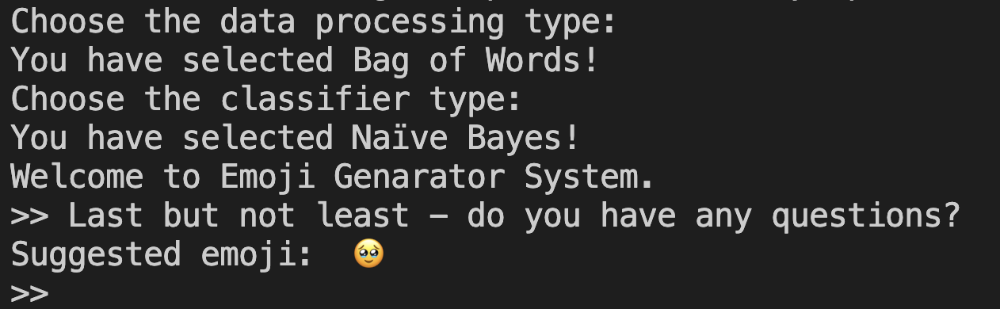 Choose the data processing type:
You have selected Bag of Words!
Choose the classifier type:
You have selected Naïve Bayes!
Welcome to Emoji Genarator System.
>> Last but not least – do you have any questions?
Suggested emoji: 🥹
>>